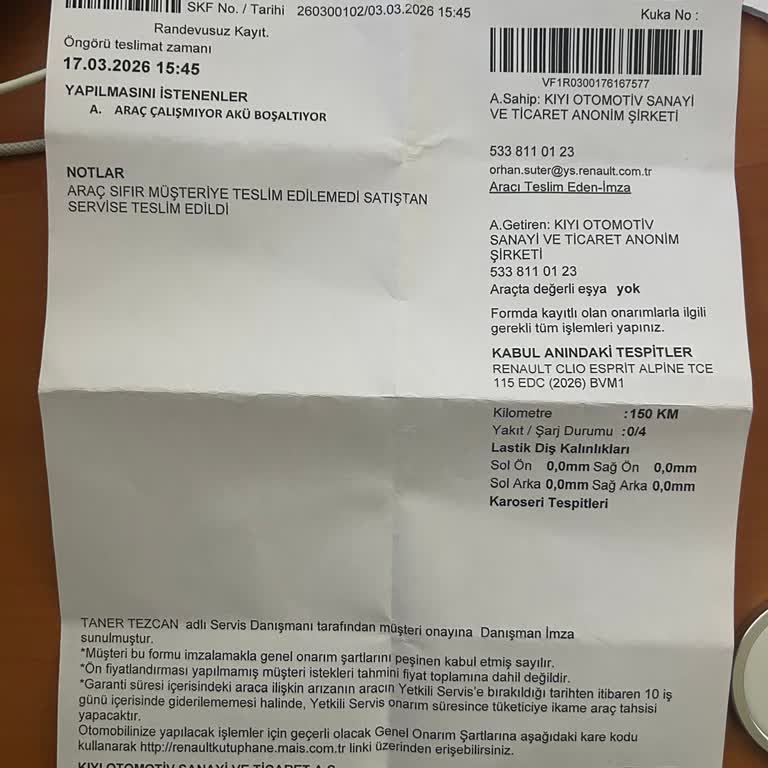 SKF No. / Tarihi 260300102/03.03.2026 15:45
Randevusuz Kayıt.
Öngörü teslimat zamanı
17.03.2026 15:45
YAPILMASINI İSTENENLER
A. ARAÇ ÇALIŞMIYOR AKÜ BOŞALTIYOR
NOTLAR
ARAÇ SIFIR MÜŞTERİYE TESLİM EDİLEMEDİ SATIŞTAN
SERVİSE TESLİM EDİLDİ
Kuka No :
VF1R0300176167577
A.Sahip: KIYI OTOMOTİV SANAYİ
VE TİCARET ANONİM ŞİRKETİ
533 811 01 23
orhan.suter@ys.renault.com.tr
Aracı Teslim Eden-İmza
A.Getiren: KIYI OTOMOTİV
SANAYİ VE TİCARET ANONİM
ŞİRKETİ
533 811 01 23
Araçta değerli eşya yok
Formda kayıtlı olan onarımlarla ilgili
gerekli tüm işlemleri yapınız.
KABUL ANINDAKİ TESPİTLER
RENAULT CLIO ESPRIT ALPINE TCE
115 EDC (2026) BVM1
Kilometre :150 KM
Yakıt / Şarj Durumu :0/4
Lastik Diş Kalınlıkları
Sol Ön 0,0mm Sağ Ön 0,0mm
Sol Arka 0,0mm Sağ Arka 0,0mm
Karoseri Tespitleri
TANER TEZCAN adlı Servis Danışmanı tarafından müşteri onayına Danışman İmza
sunulmuştur.
*Müşteri bu formu imzalamakla genel onarım şartlarını peşinen kabul etmiş sayılır.
*Ön fiyatlandırması yapılmamış müşteri istekleri tahmini fiyat toplamına dahil değildir.
*Garanti süresi içerisindeki araca ilişkin arızanın aracın Yetkili Servis'e bırakıldığı tarihten itibaren 10 iş
günü içerisinde giderilememesi halinde, Yetkili Servis onarım süresince tüketiciye ikame araç tahsisi
yapacaktır.
Otomobilinize yapılacak işlemler için geçerli olacak Genel Onarım Şartlarına aşağıdaki kare kodu
kullanarak http://renaultkutuphane.mais.com.tr linki üzerinden erişebilirsiniz.
KIYI OTOMOTİV SANAYİ VE TİCARET A.Ş.